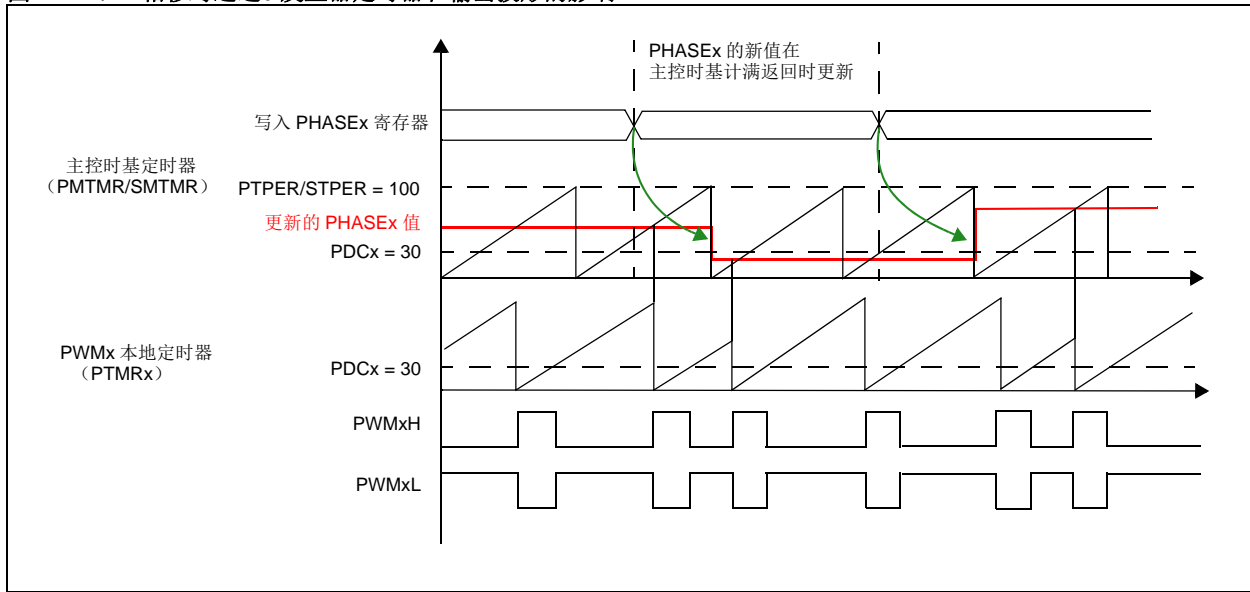 PHASEx 的新值在
主控时基计满返回时更新
写入 PHASEx 寄存器
主控时基定时器
（PMTMR/SMTMR）
PTPER/STPER = 100
更新的 PHASEx 值
PDCx = 30
PWMx 本地定时器
（PTMRx）
PDCx = 30
PWMxH
PWMxL